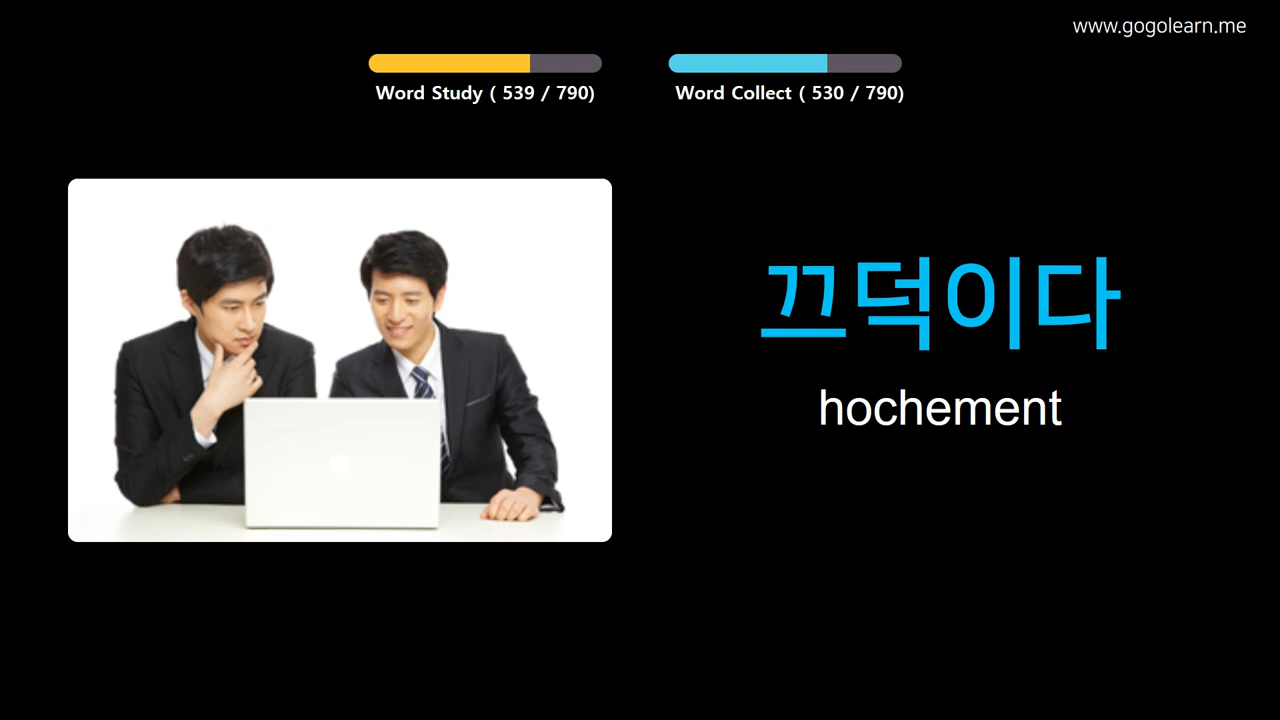 www.gogolearn.me
Word Study ( 539 / 790)
Word Collect ( 530 / 790)
끄덕이다
hochement